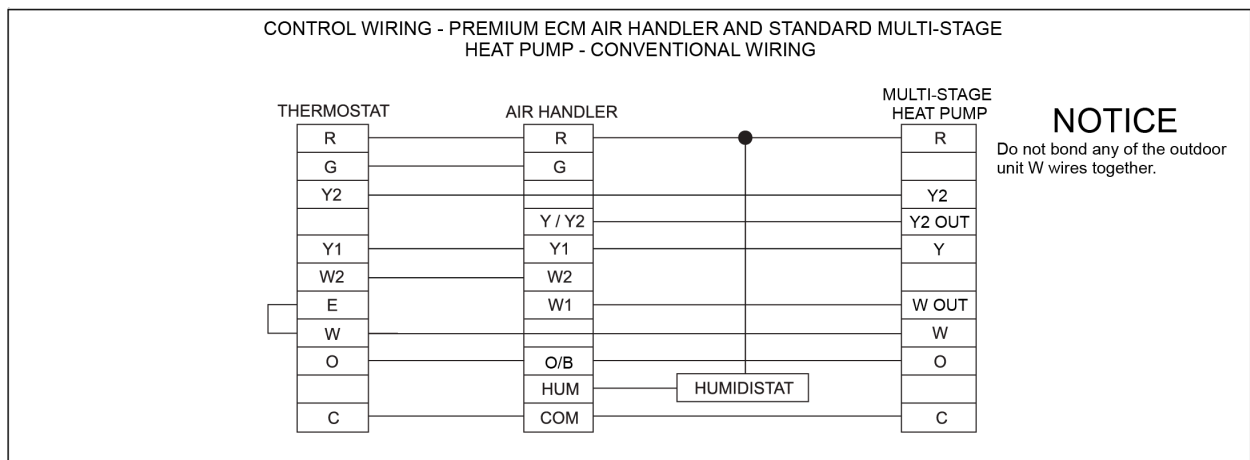 CONTROL WIRING - PREMIUM ECM AIR HANDLER AND STANDARD MULTI-STAGE
HEAT PUMP - CONVENTIONAL WIRING
THERMOSTAT
R
G
Y2
Y1
W2
E
W
O
C
AIR HANDLER
R
G
Y / Y2
Y1
W2
W1
O/B
HUM
COM
HUMIDISTAT
MULTI-STAGE
HEAT PUMP
R
Y2
Y2 OUT
Y
W OUT
W
O
C
NOTICE
Do not bond any of the outdoor
unit W wires together.